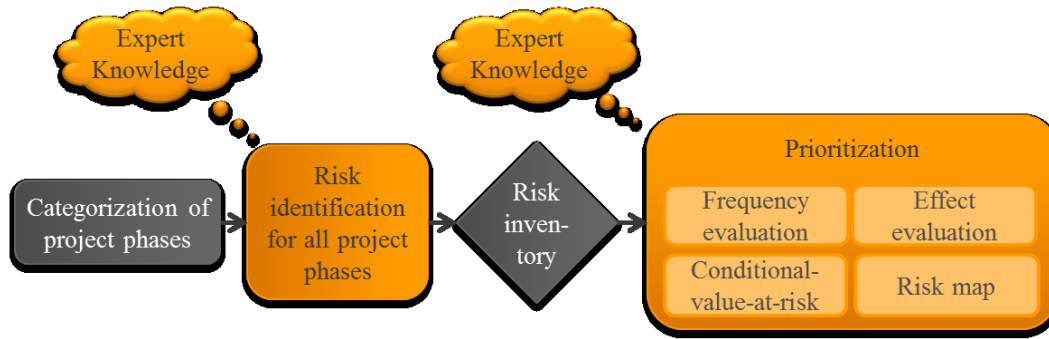 Expert
Knowledge
Expert
Knowledge
Categorization of
project phases
Risk
identification
for all project
phases
Risk
inven-
tory
Prioritization
Frequency
evaluation
Effect
evaluation
Conditional-
value-at-risk
Risk map